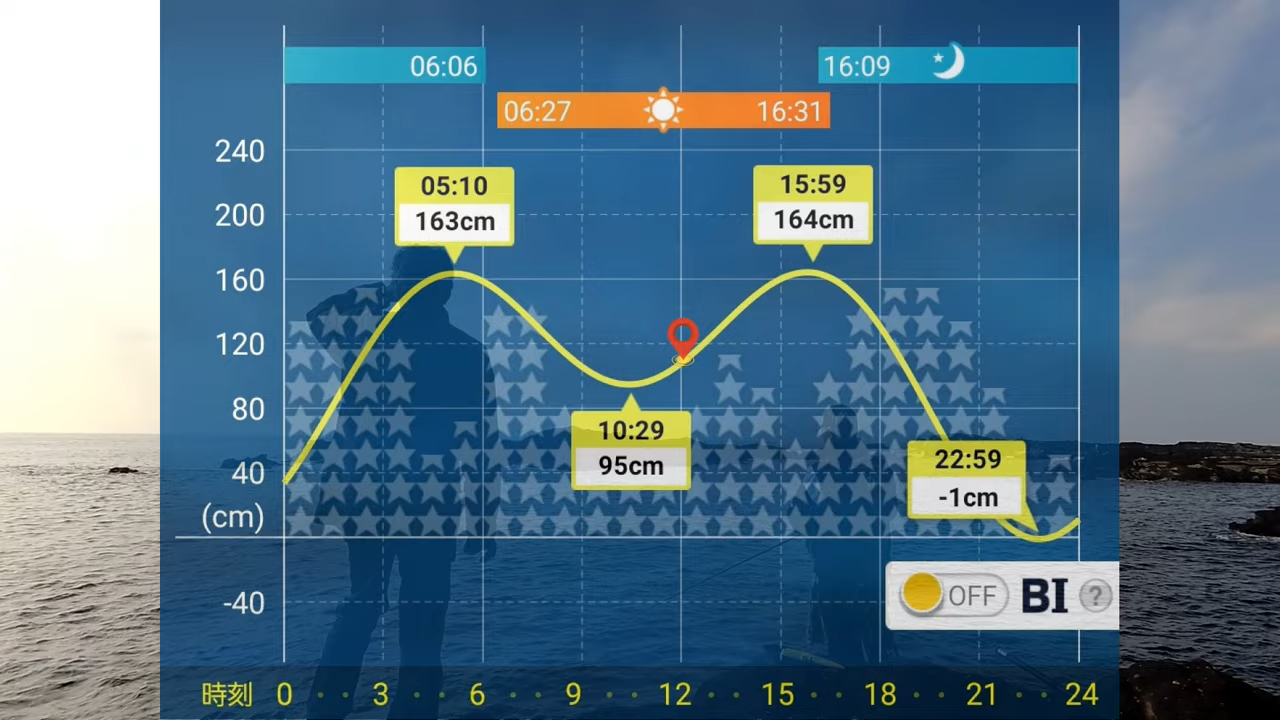 06:06
16:09
06:27
16:31
240
200
160
120
80
40
(cm)
-40
05:10
163cm
15:59
164cm
10:29
95cm
22:59
-1cm
OFF BI ?
時刻 0 3 6 9 12 15 18 21 24